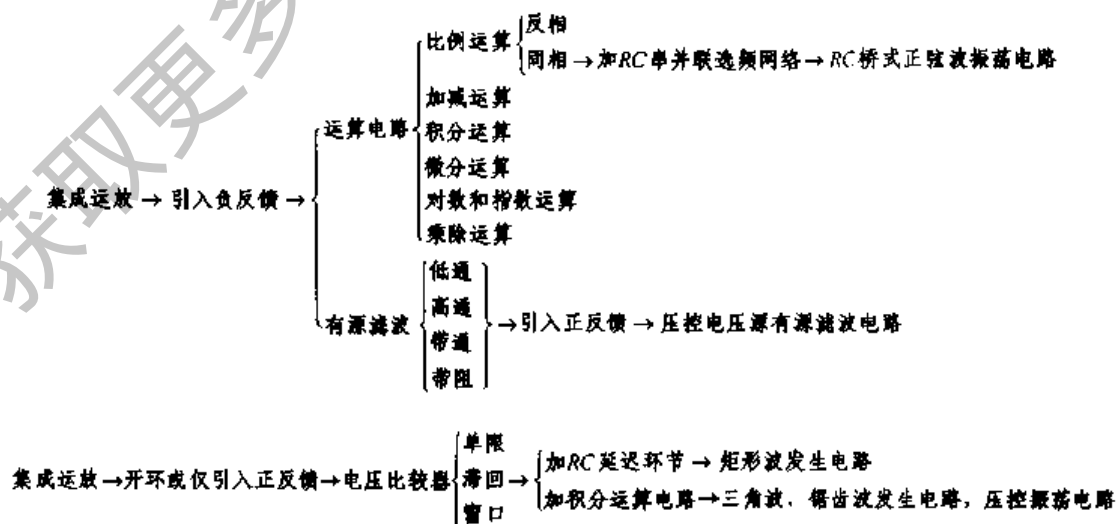 反相
比例运算
同相→加RC串并联选频网络→RC桥式正弦波振荡电路
加减运算
运算电路
积分运算
微分运算
集成运放→引入负反馈→
对数和指数运算
乘除运算
低通
高通
有源滤波
→引入正反馈→压控电压源有源滤波电路
带通
带阻
单限
加RC延迟环节→矩形波发生电路
集成运放→开环或仅引入正反馈→电压比较器
滞回→
加积分运算电路→三角波、锯齿波发生电路,压控振荡电路
窗口
获取更多